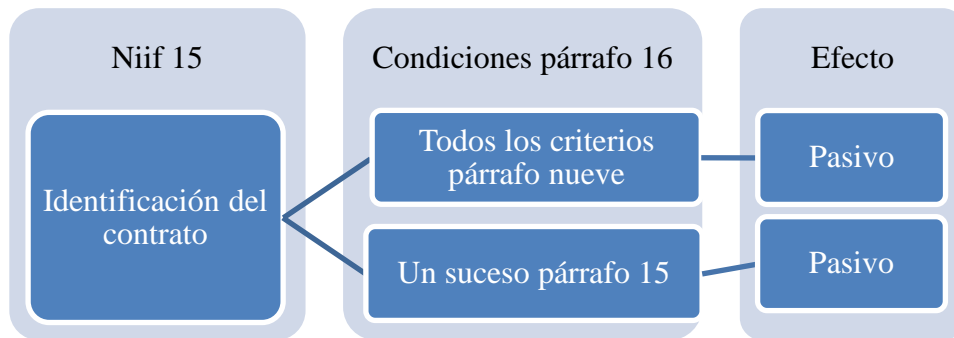 Niif 15
Identificación del
contrato
Condiciones párrafo 16
Todos los criterios
párrafo nueve
Un suceso párrafo 15
Efecto
Pasivo
Pasivo